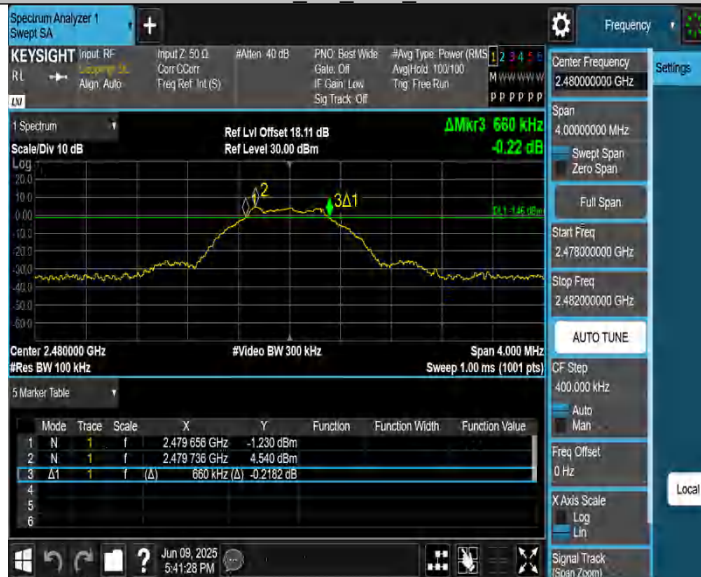 Spectrum Analyzer 1
Swept SA
Frequency
KEYSIGHT Input: RF
Input Z: 50 Ω
#Atten: 40 dB
PNO: Best Wide
#Avg Type: Power (RMS
1 2 3 4 5 6
RL
Align: Auto
Corr CCorr
Freq Ref: Int (S)
Gate: Off
IF Gain: Low
Sig Track: Off
Avg|Hold: 100/100
Trig: Free Run
M W W W W W
P P P P P P
LXI
1 Spectrum
Scale/Div 10 dB
Log
Ref Lvl Offset 18.11 dB
Ref Level 30.00 dBm
ΔMkr3 660 kHz
-0.22 dB
20.0
10.0
0.00
-10.0
-20.0
-30.0
-40.0
-50.0
-60.0
2
3Δ1
DL1 -1.46 dBm
Center 2.480000 GHz
#Video BW 300 kHz
Span 4.000 MHz
#Res BW 100 kHz
Sweep 1.00 ms (1001 pts)
5 Marker Table
Mode Trace Scale X Y Function Function Width Function Value
1 N 1 f 2.479 656 GHz -1.230 dBm
2 N 1 f 2.479 736 GHz 4.540 dBm
3 Δ1 1 f (Δ) 660 kHz (Δ) -0.2182 dB
4
5
6
Jun 09, 2025
5:41:28 PM
?
Center Frequency
2.480000000 GHz
Settings
Span
4.00000000 MHz
Swept Span
Zero Span
Full Span
Start Freq
2.478000000 GHz
Stop Freq
2.482000000 GHz
AUTO TUNE
CF Step
400.000 kHz
Auto
Man
Freq Offset
0 Hz
X Axis Scale
Log
Lin
Local
Signal Track
(Span Zoom)